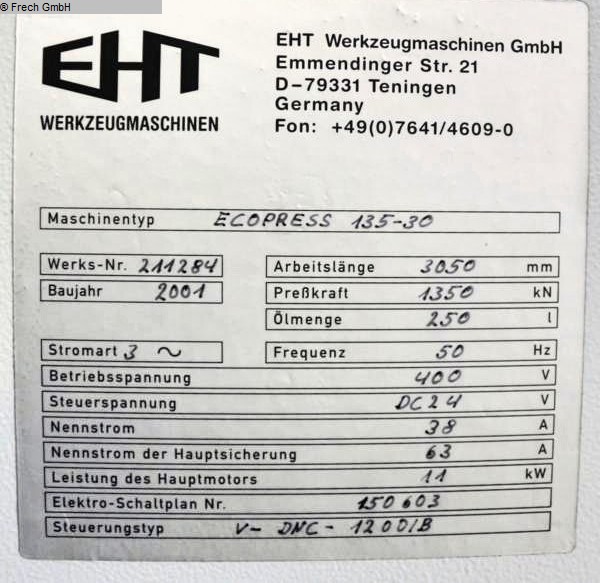 © Frech GmbH
EHT
WERKZEUGMASCHINEN
EHT Werkzeugmaschinen GmbH
Emmendinger Str. 21
D-79331 Teningen
Germany
Fon: +49(0)7641/4609-0
Maschinentyp ECOPRESS 135-30
Werks-Nr. 211284
Baujahr 2001
Arbeitslänge 3050 mm
Preßkraft 1350 kN
Ölmenge 250 l
Stromart 3 ~
Frequenz 50 Hz
Betriebsspannung 400 V
Steuerspannung DC 24 V
Nennstrom 38 A
Nennstrom der Hauptsicherung 63 A
Leistung des Hauptmotors 11 kW
Elektro-Schaltplan Nr. 150603
Steuerungstyp V-DNC-1200/B